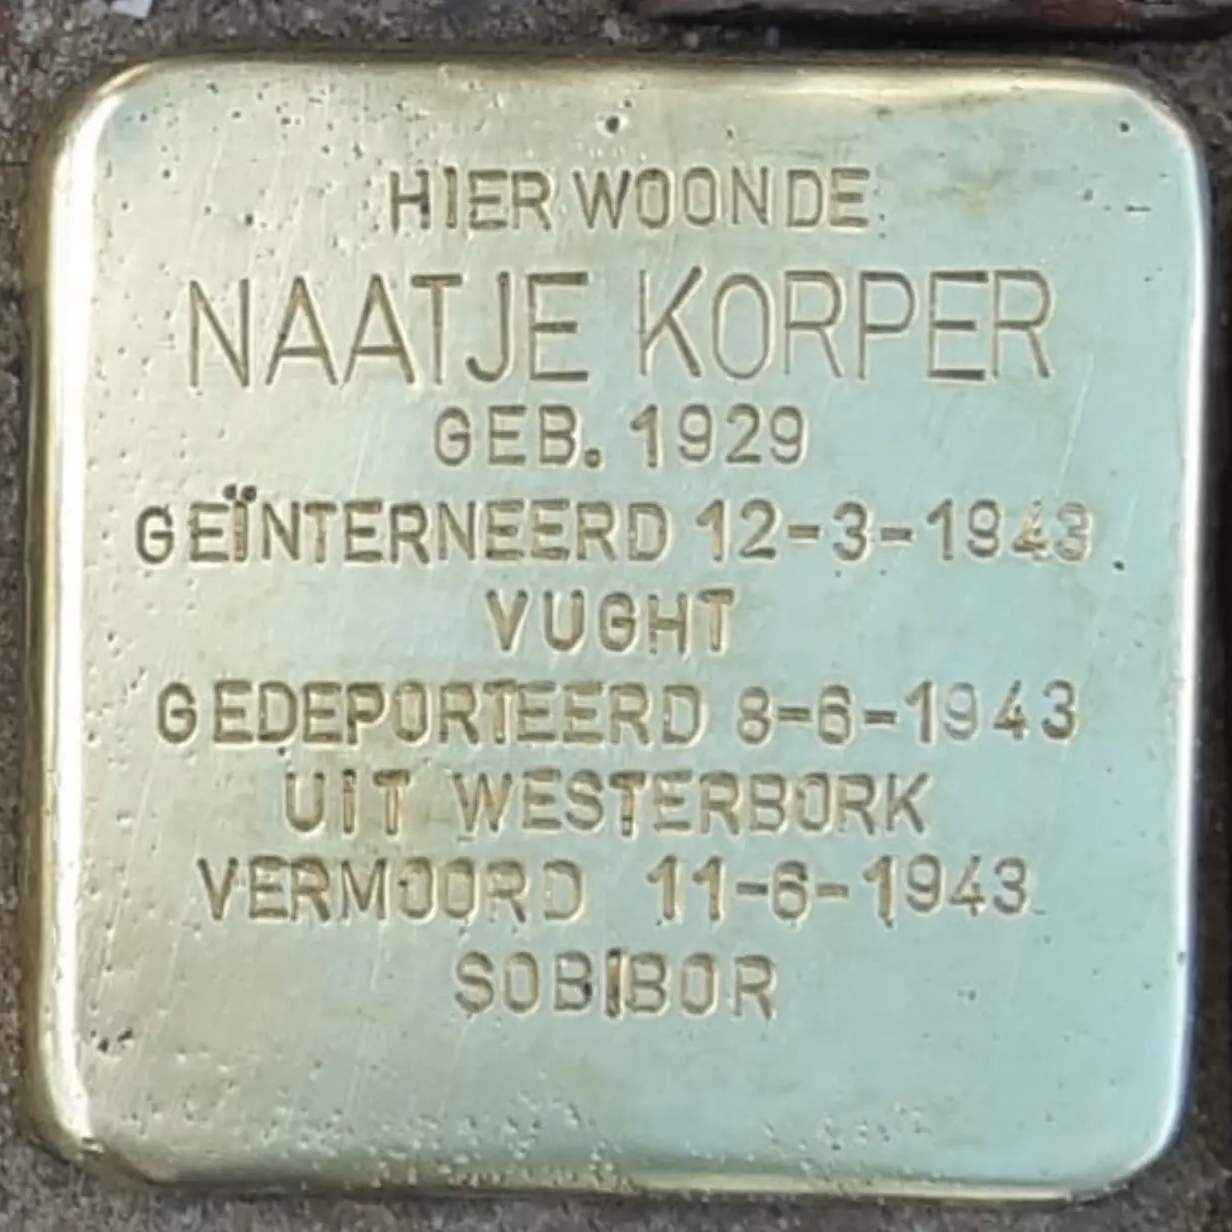 HIER WOONDE
NAATJE KORPER
GEB. 1929
GEÏNTERNEERD 12-3-1943
VUGHT
GEDEPORTEERD 8-6-1943
UIT WESTERBORK
VERMOORD 11-6-1943
SOBIBOR